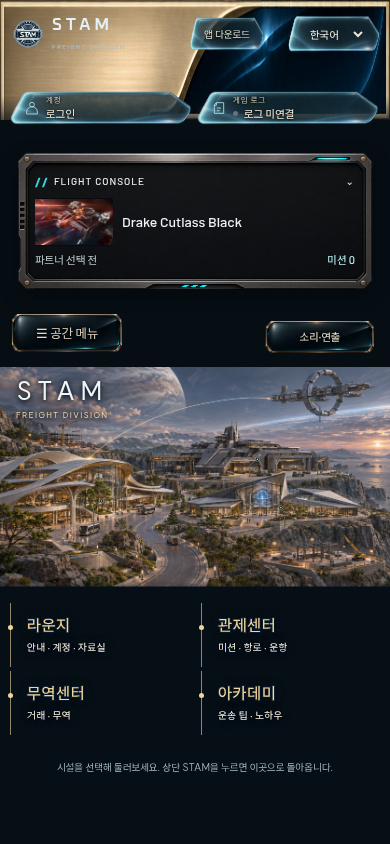 STAM
STAM
FREIGHT DIVISION
앱 다운로드
한국어
계정
로그인
게임 로그
로그 미연결
// FLIGHT CONSOLE
Drake Cutlass Black
파트너 선택 전
미션 0
☰ 공간 메뉴
소리·연출
STAM
FREIGHT DIVISION
라운지
안내 · 계정 · 자료실
관제센터
미션 · 항로 · 운항
무역센터
거래 · 무역
아카데미
운송 팁 · 노하우
시설을 선택해 둘러보세요. 상단 STAM을 누르면 이곳으로 돌아옵니다.